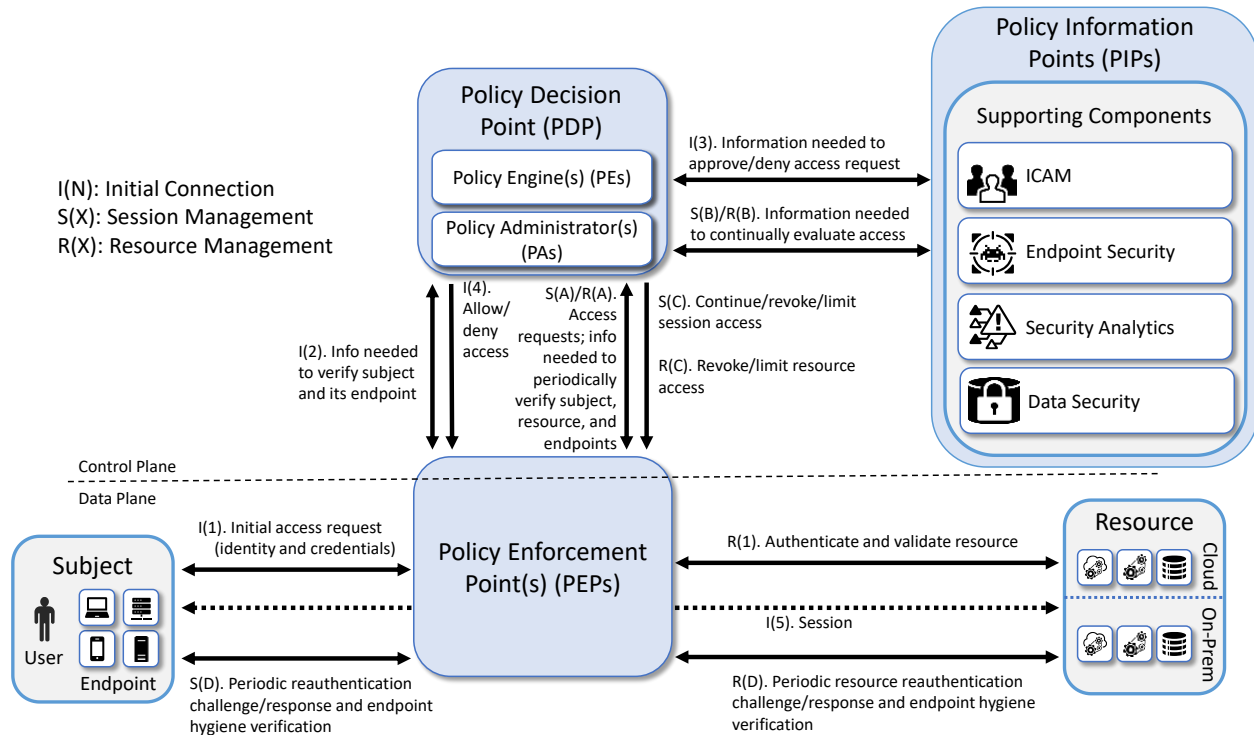 Policy Information
Points (PIPs)
Supporting Components
ICAM
Endpoint Security
Security Analytics
Data Security
Policy Decision
Point (PDP)
Policy Engine(s) (PEs)
Policy Administrator(s)
(PAs)
I(3). Information needed to
approve/deny access request
S(B)/R(B). Information needed
to continually evaluate access
I(N): Initial Connection
S(X): Session Management
R(X): Resource Management
I(2). Info needed
to verify subject
and its endpoint
I(4).
Allow/
deny
access
S(A)/R(A).
Access
requests; info
needed to
periodically
verify subject,
resource, and
endpoints
S(C). Continue/revoke/limit
session access
R(C). Revoke/limit resource
access
Control Plane
Data Plane
Subject
User
Endpoint
I(1). Initial access request
(identity and credentials)
S(D). Periodic reauthentication
challenge/response and endpoint
hygiene verification
Policy Enforcement
Point(s) (PEPs)
R(1). Authenticate and validate resource
I(5). Session
R(D). Periodic resource reauthentication
challenge/response and endpoint hygiene
verification
Resource
Cloud
On-Prem